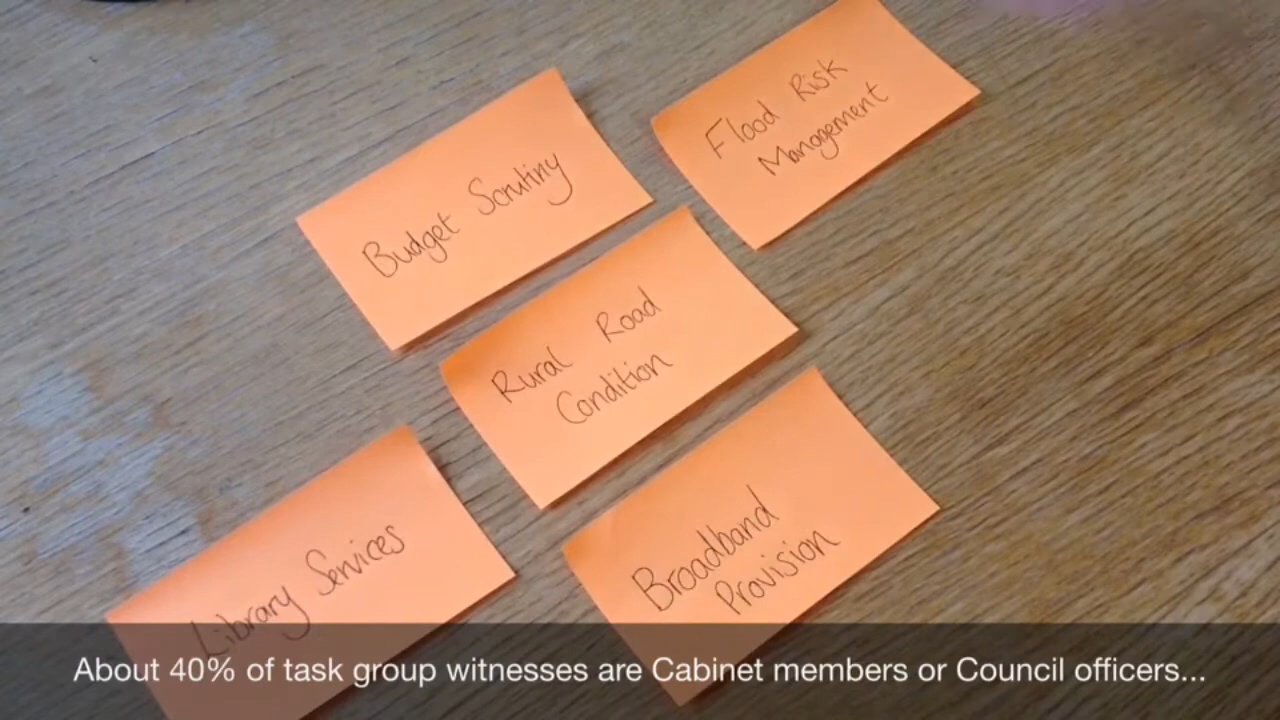 Flood Risk
Management
Budget Scrutiny
Rural Road
Condition
Broadband
Provision
Library Services
About 40% of task group witnesses are Cabinet members or Council officers...